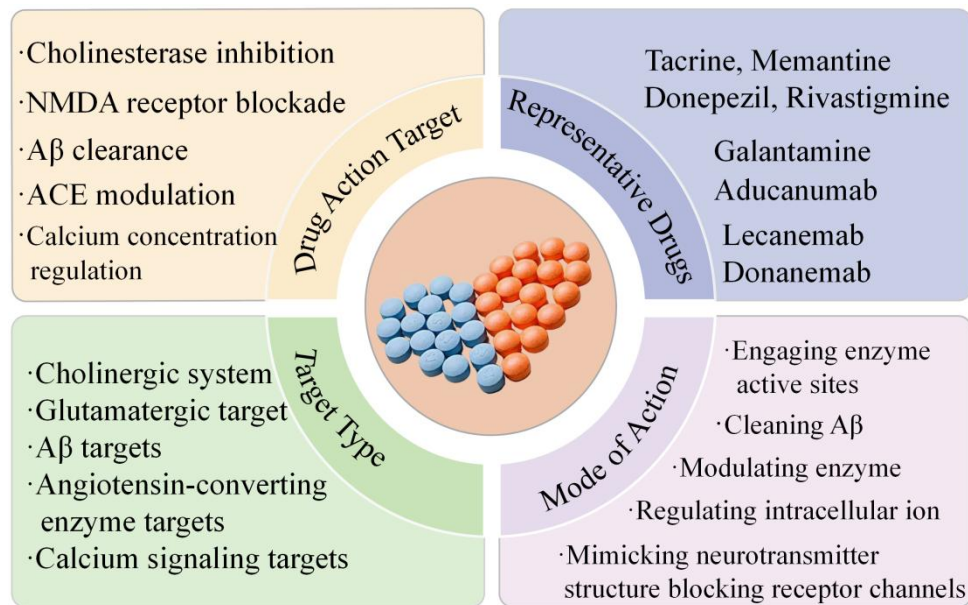 ·Cholinesterase inhibition
·NMDA receptor blockade
·Aβ clearance
·ACE modulation
·Calcium concentration
regulation
Drug Action Target
Representative Drugs
Tacrine, Memantine
Donepezil, Rivastigmine
Galantamine
Aducanumab
Lecanemab
Donanemab
·Cholinergic system
·Glutamatergic target
·Aβ targets
·Angiotensin-converting
enzyme targets
·Calcium signaling targets
Target Type
Mode of Action
·Engaging enzyme
active sites
·Cleaning Aβ
·Modulating enzyme
·Regulating intracellular ion
·Mimicking neurotransmitter
structure blocking receptor channels